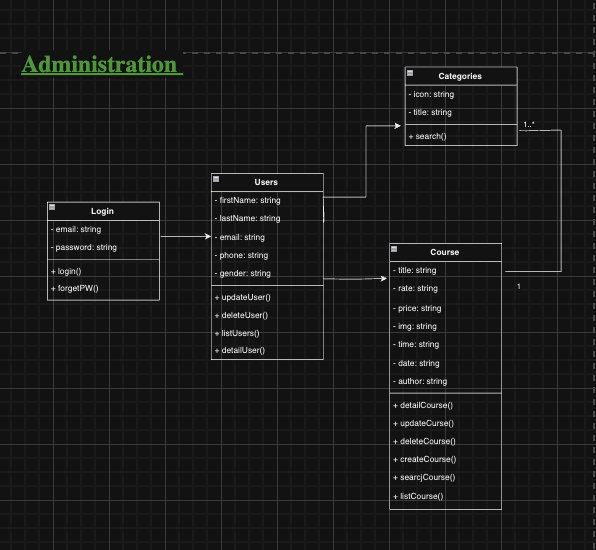 Administration
Categories
- icon: string
- title: string
+ search()
1..*
Users
- firstName: string
- lastName: string
- email: string
- phone: string
- gender: string
+ updateUser()
+ deleteUser()
+ listUsers()
+ detailUser()
Login
- email: string
- password: string
+ login()
+ forgetPW()
Course
- title: string
- rate: string
- price: string
- img: string
- time: string
- date: string
- author: string
+ detailCourse()
+ updateCurse()
+ deleteCourse()
+ createCourse()
+ searcjCourse()
+ listCourse()
1